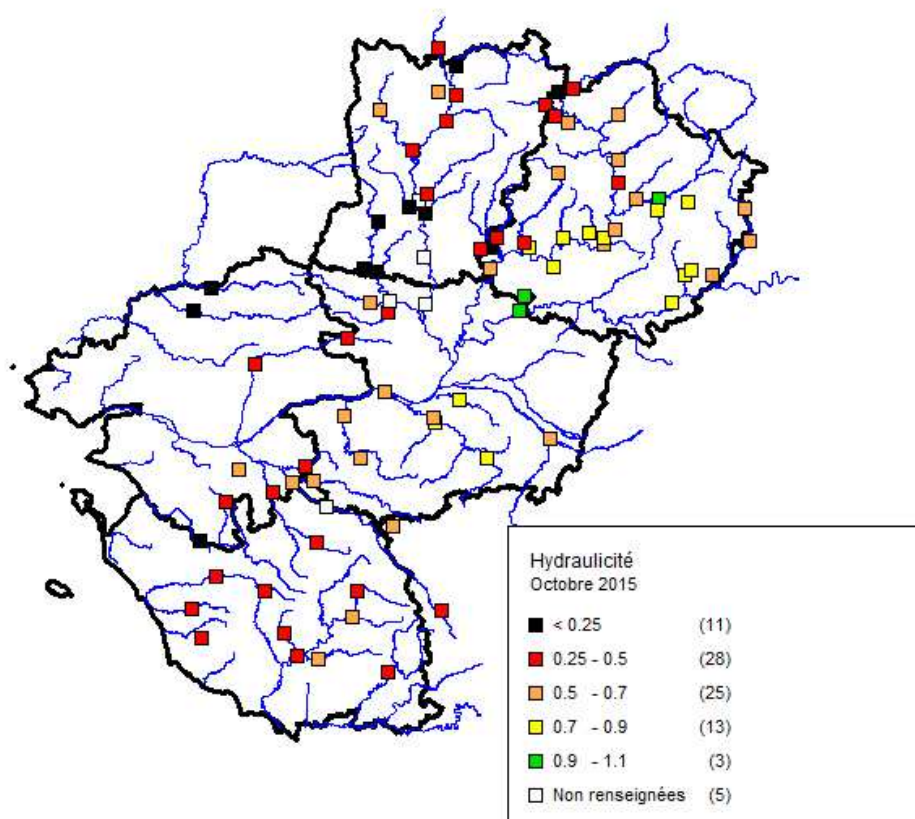 Hydraulicité
Octobre 2015
< 0.25 (11)
0.25 - 0.5 (28)
0.5 - 0.7 (25)
0.7 - 0.9 (13)
0.9 - 1.1 (3)
Non renseignées (5)